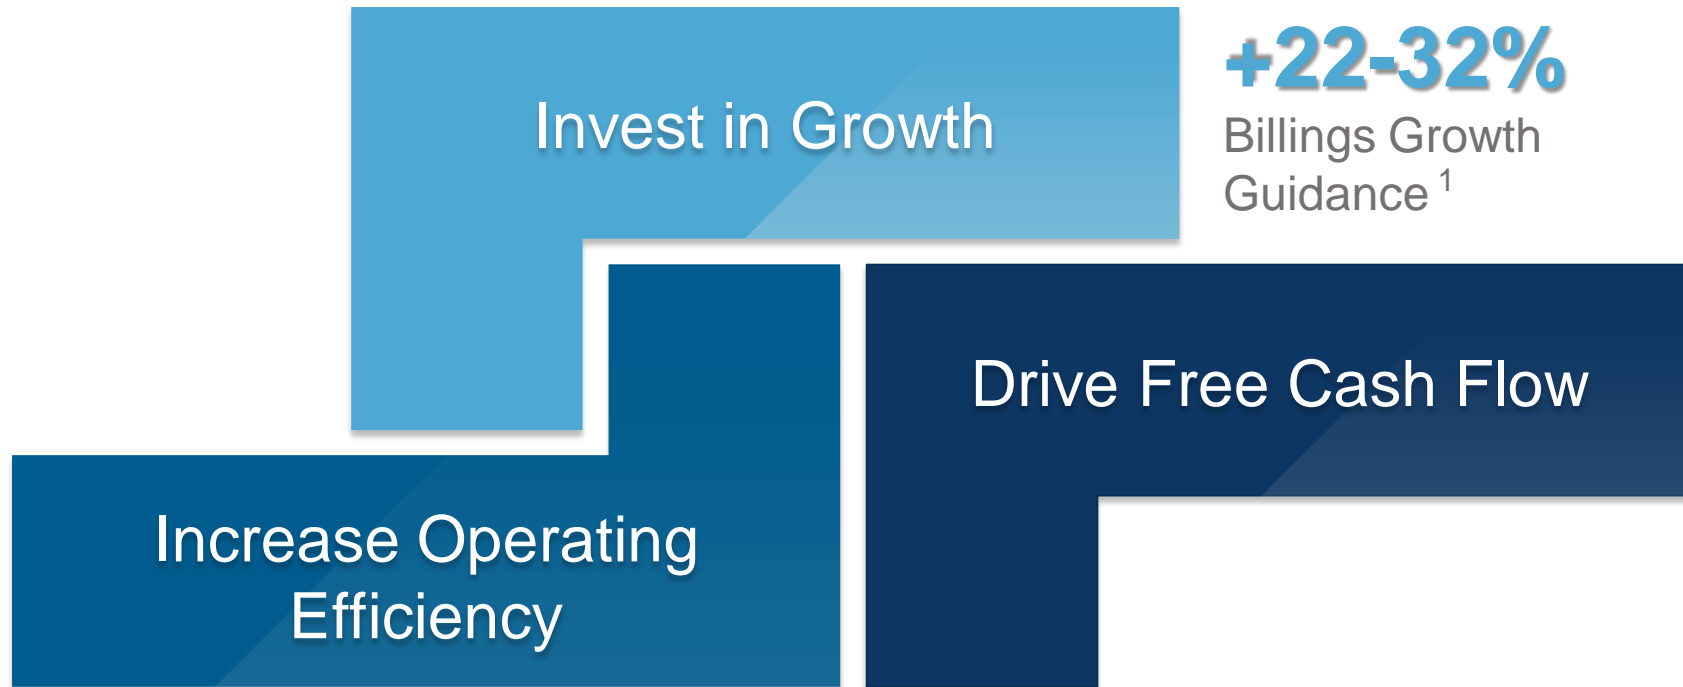 Invest in Growth
+22-32%
Billings Growth
Guidance 1
Drive Free Cash Flow
Increase Operating
Efficiency